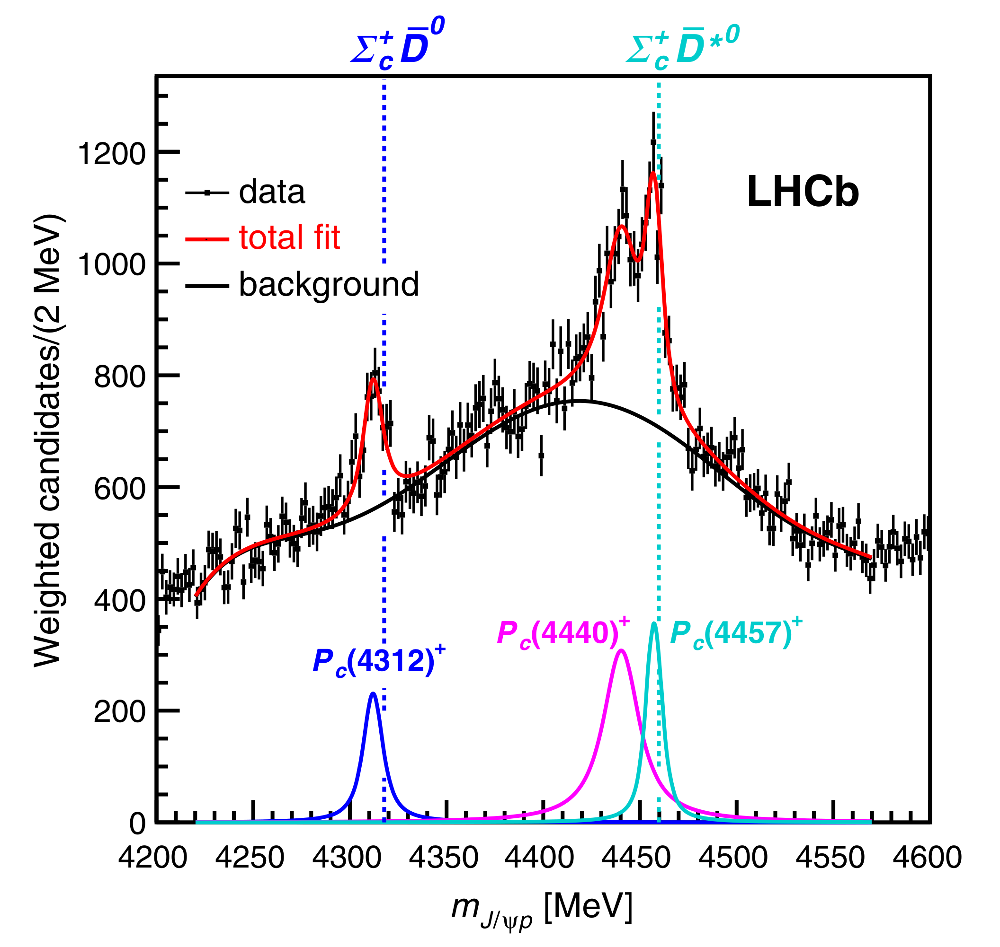 Σc+ D̅0 Σc+ D̅*0
LHCb
data
total fit
background
Weighted candidates/(2 MeV)
1200
1000
800
600
400
200
0
Pc(4312)+
Pc(4440)+
Pc(4457)+
4200 4250 4300 4350 4400 4450 4500 4550 4600
mJ/ψp [MeV]